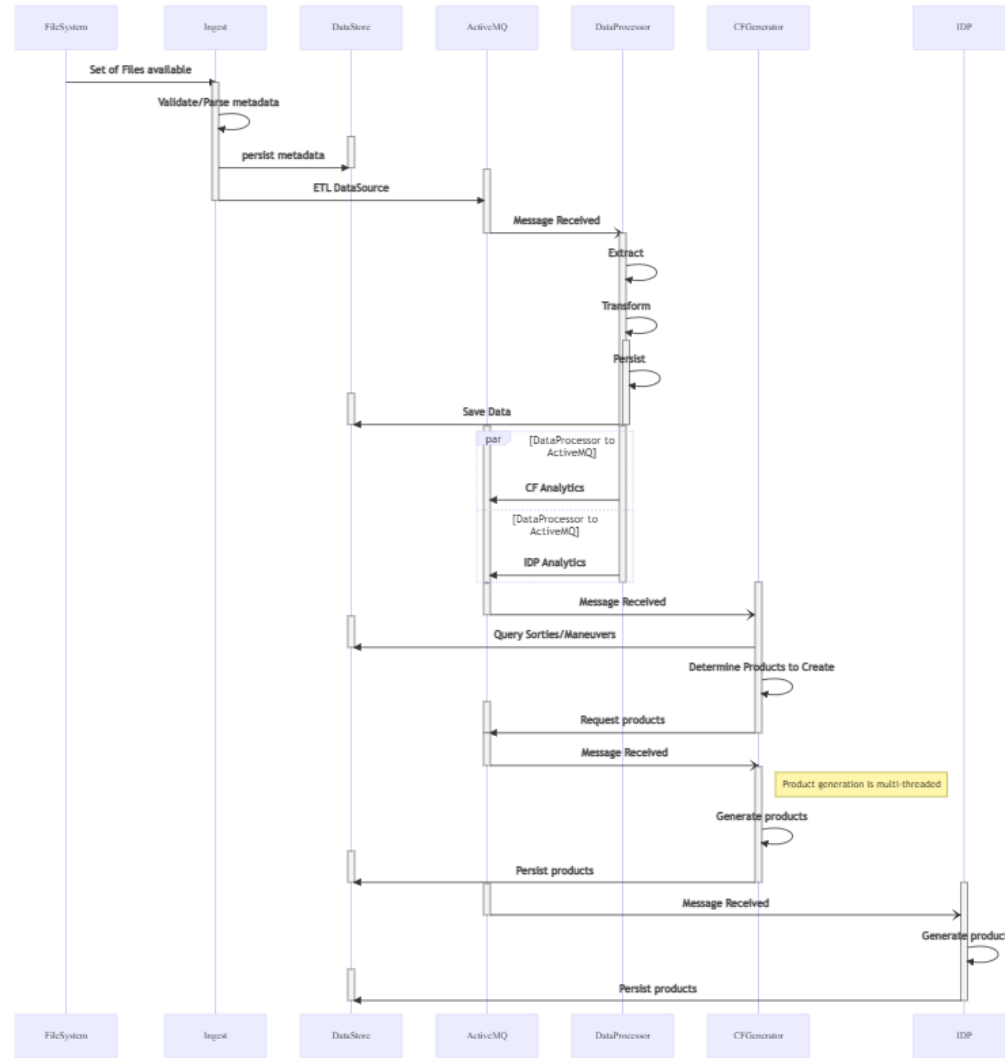 FileSystem
Ingest
DataStore
ActiveMQ
DataProcessor
CFGenerator
IDP
Set of Files available
Validate/Parse metadata
persist metadata
ETL DataSource
Message Received
Extract
Transform
Persist
Save Data
par
[DataProcessor to
ActiveMQ]
CF Analytics
[DataProcessor to
ActiveMQ]
IDP Analytics
Message Received
Query Sorties/Maneuvers
Determine Products to Create
Request products
Message Received
Product generation is multi-threaded
Generate products
Persist products
Message Received
Generate product
Persist products
FileSystem
Ingest
DataStore
ActiveMQ
DataProcessor
CFGenerator
IDP